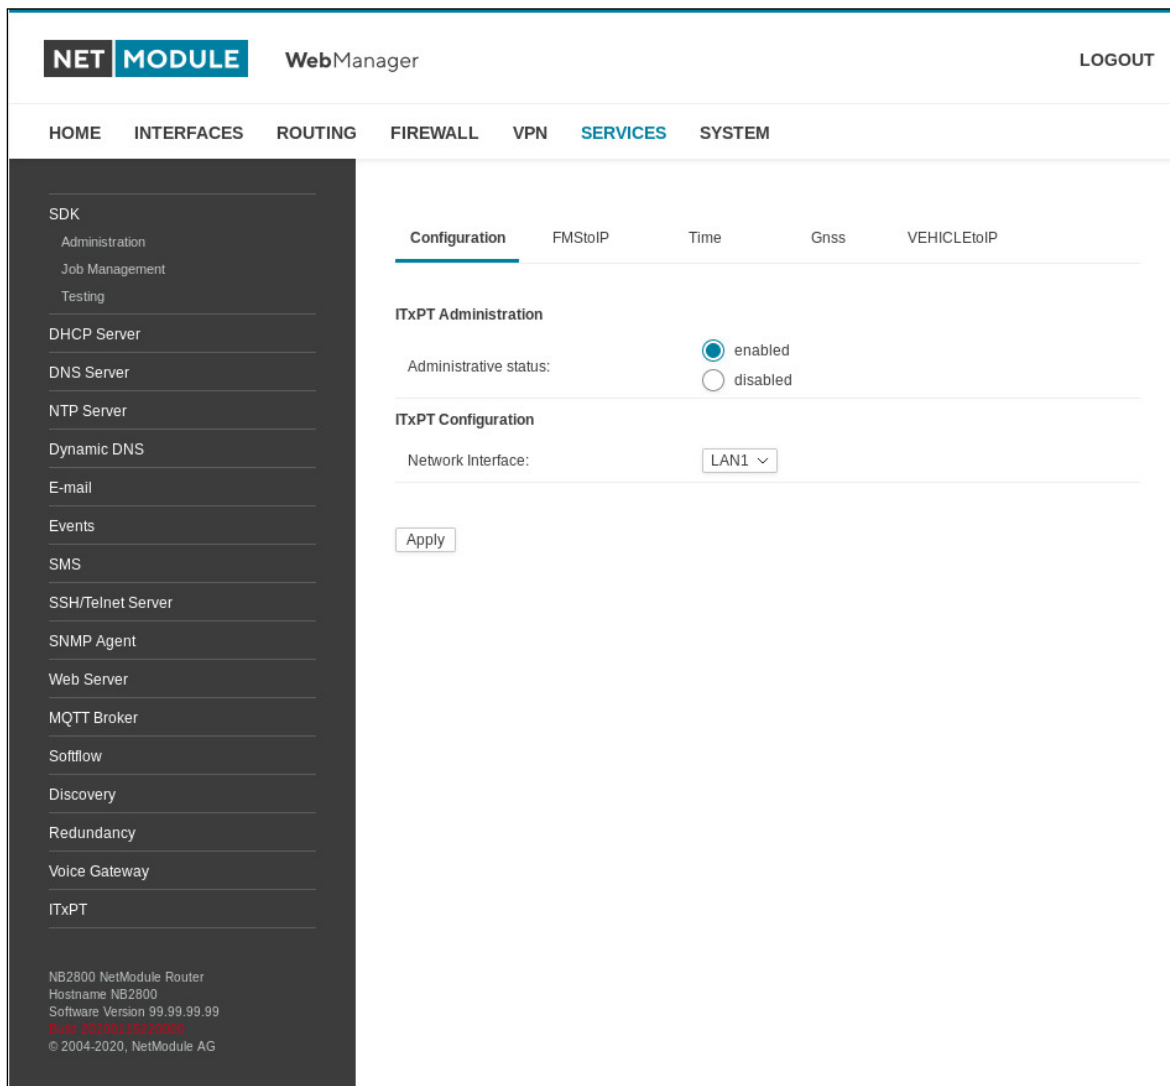 NET MODULE WebManager LOGOUT
HOME INTERFACES ROUTING FIREWALL VPN SERVICES SYSTEM
SDK
Administration
Job Management
Testing
DHCP Server
DNS Server
NTP Server
Dynamic DNS
E-mail
Events
SMS
SSH/Telnet Server
SNMP Agent
Web Server
MQTT Broker
Softflow
Discovery
Redundancy
Voice Gateway
ITxPT
NB2800 NetModule Router
Hostname NB2800
Software Version 99.99.99.99
Build
© 2004-2020, NetModule AG
Configuration FMStoIP Time Gnss VEHICLEtoIP
ITxPT Administration
Administrative status:
enabled
disabled
ITxPT Configuration
Network Interface: LAN1
Apply